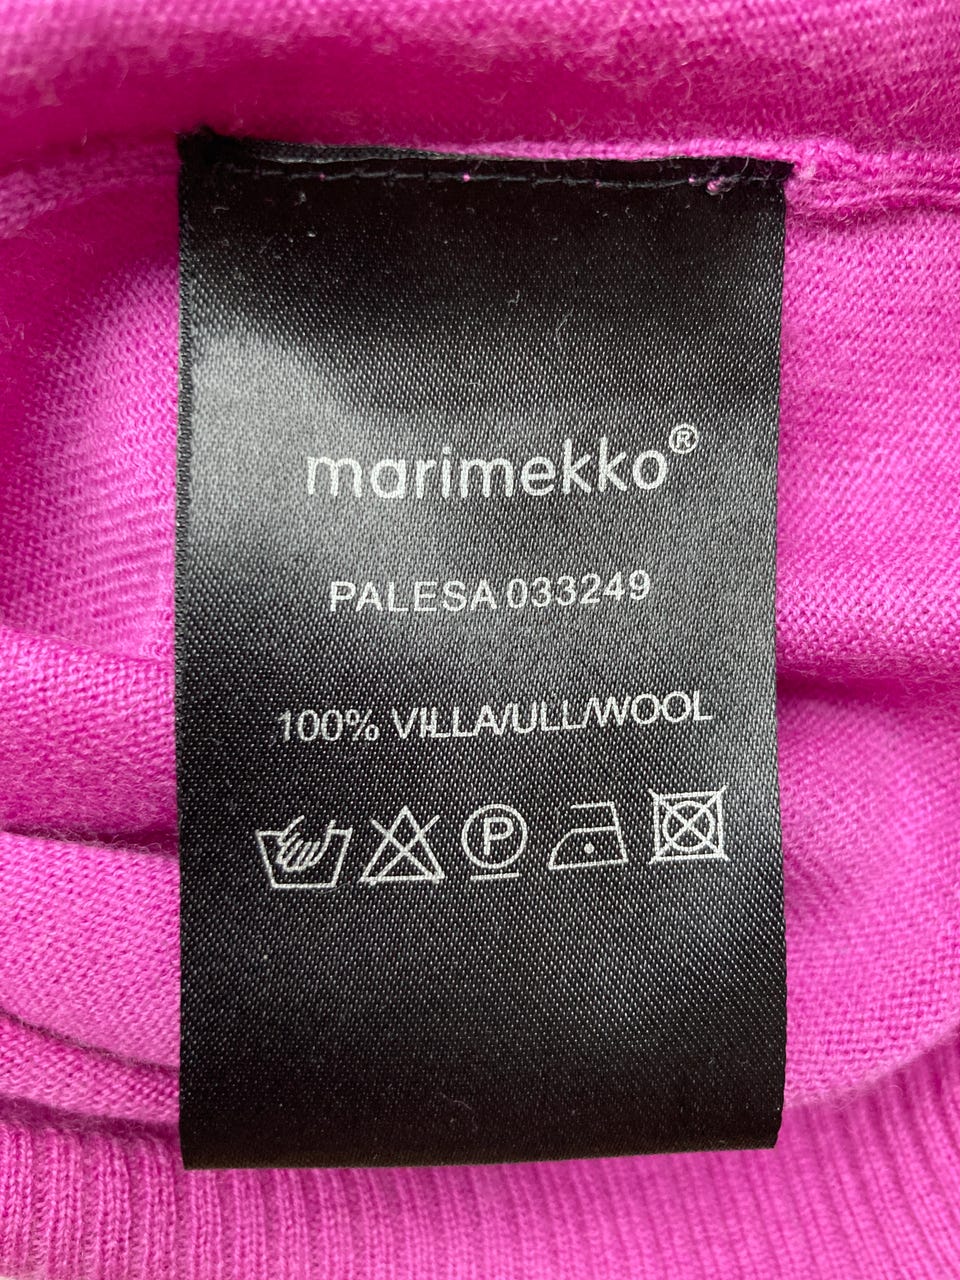 marimekko®
PALESA 033249
100% VILLA/ULL/WOOL
P